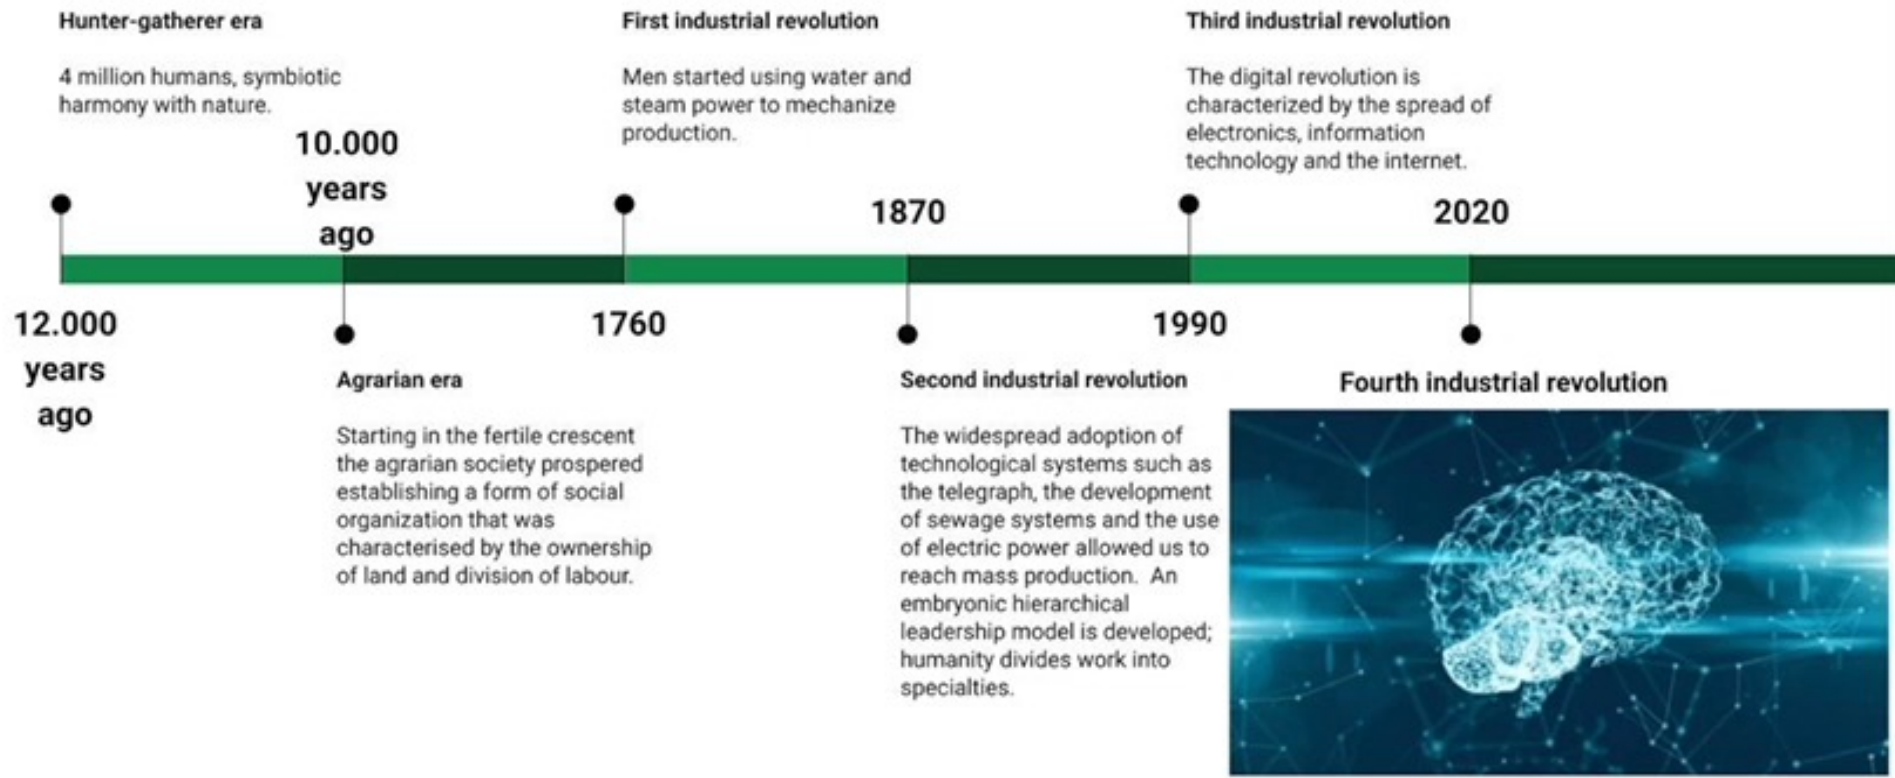 Hunter-gatherer era
4 million humans, symbiotic
harmony with nature.
10.000
years
ago
12.000
years
ago
Agrarian era
Starting in the fertile crescent
the agrarian society prospered
establishing a form of social
organization that was
characterised by the ownership
of land and division of labour.
First industrial revolution
Men started using water and
steam power to mechanize
production.
1760
1870
Second industrial revolution
The widespread adoption of
technological systems such as
the telegraph, the development
of sewage systems and the use
of electric power allowed us to
reach mass production.  An
embryonic hierarchical
leadership model is developed;
humanity divides work into
specialties.
Third industrial revolution
The digital revolution is
characterized by the spread of
electronics, information
technology and the internet.
1990
2020
Fourth industrial revolution